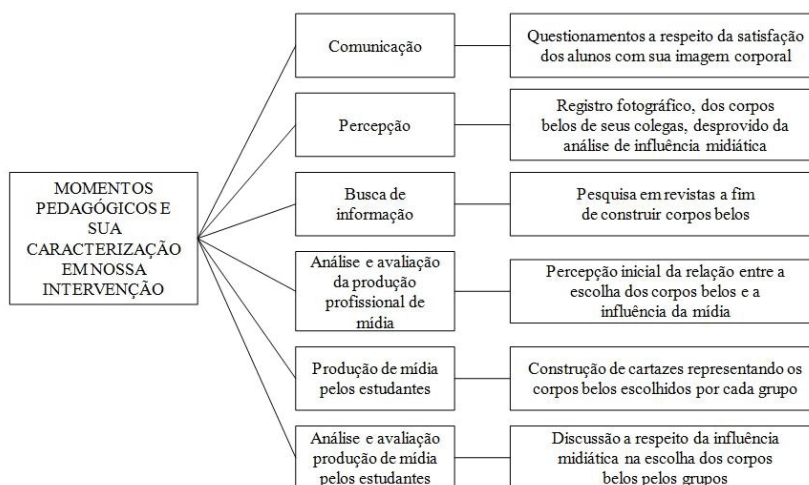 MOMENTOS
PEDAGÓGICOS E
SUA
CARACTERIZAÇÃO
EM NOSSA
INTERVENÇÃO
Comunicação
Questionamentos a respeito da satisfação
dos alunos com sua imagem corporal
Percepção
Registro fotográfico, dos corpos
belos de seus colegas, desprovido da
análise de influência midiática
Busca de
informação
Pesquisa em revistas a fim
de construir corpos belos
Análise e avaliação
da produção
profissional de
mídia
Percepção inicial da relação entre a
escolha dos corpos belos e a
influência da mídia
Produção de mídia
pelos estudantes
Construção de cartazes representando os
corpos belos escolhidos por cada grupo
Análise e avaliação
produção de mídia
pelos estudantes
Discussão a respeito da influência
midiática na escolha dos corpos
belos pelos grupos